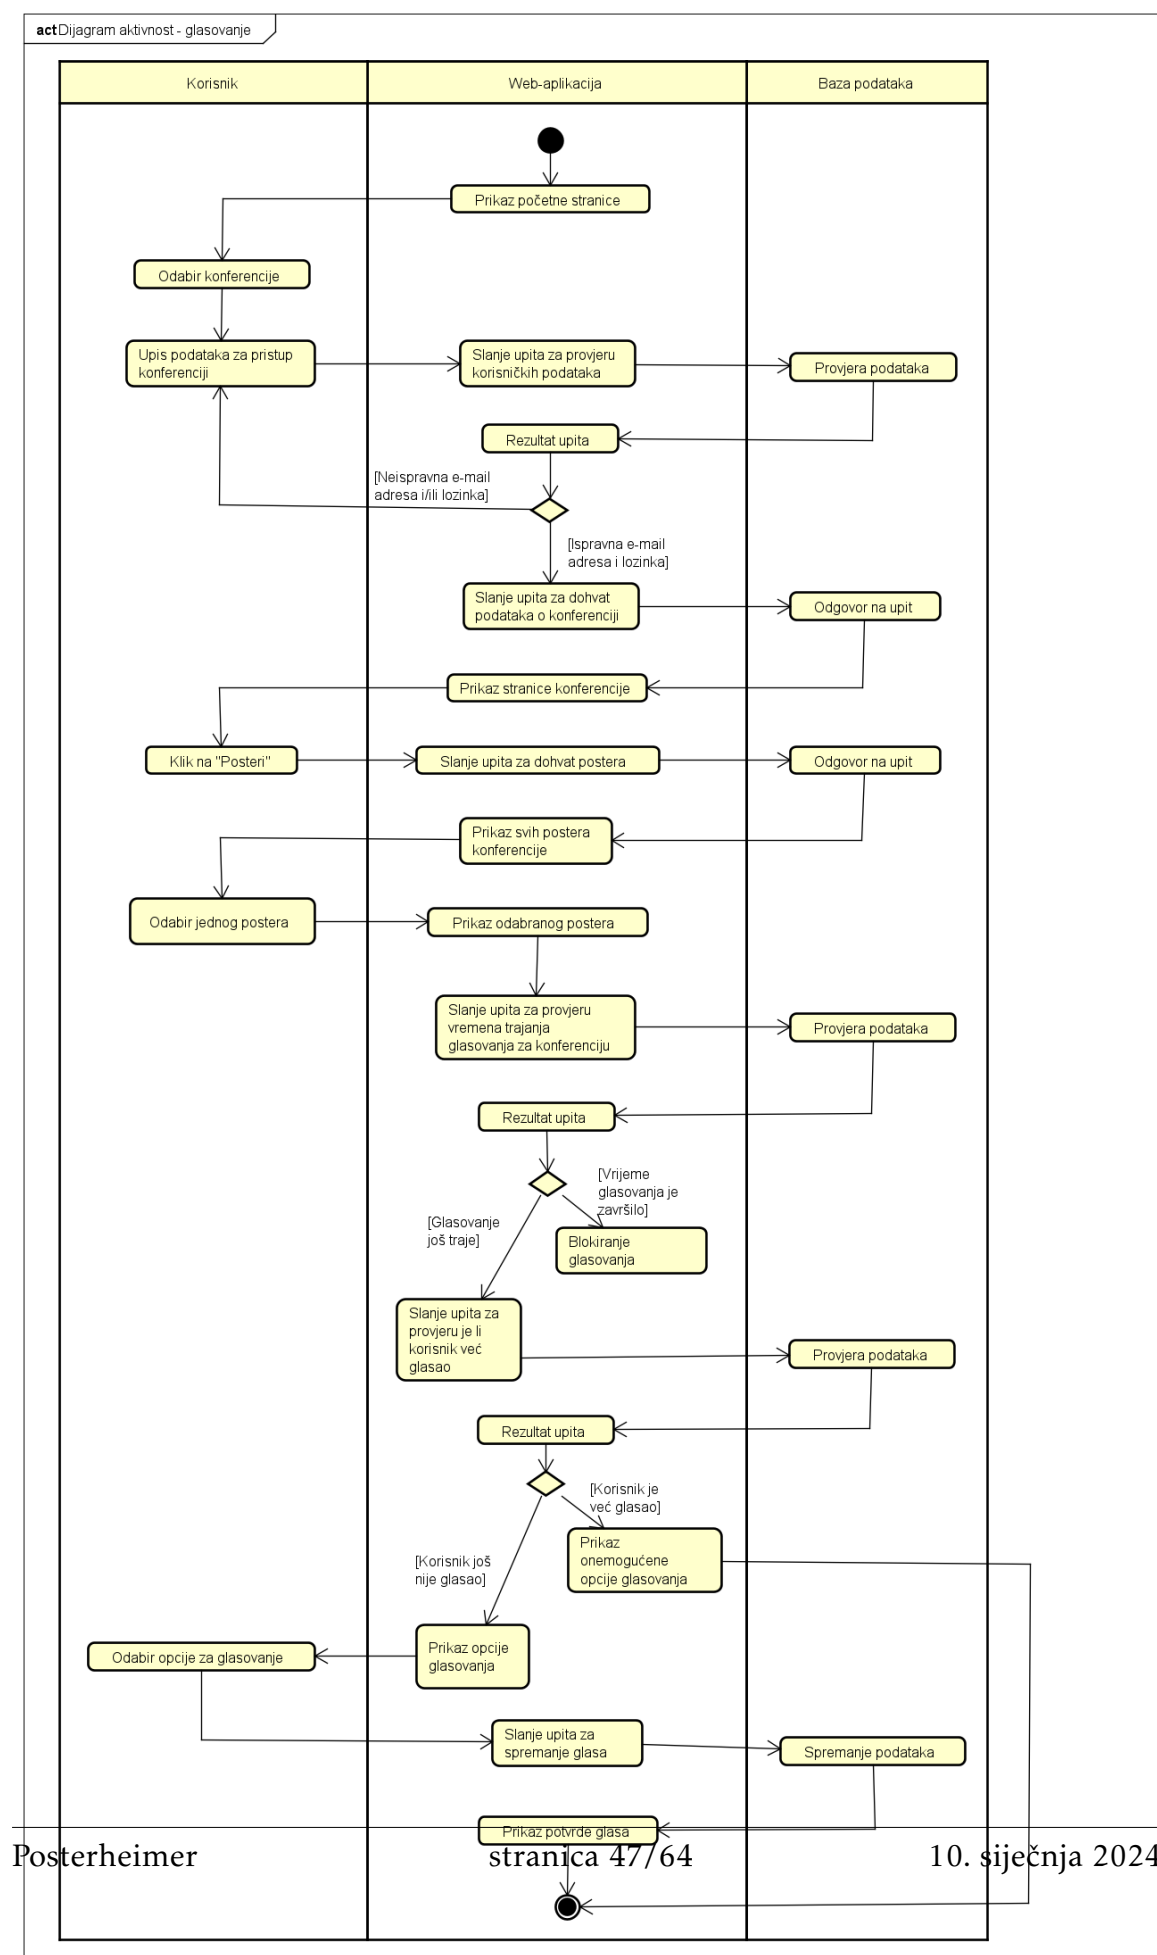 act Dijagram aktivnost - glasovanje
Korisnik
Web-aplikacija
Baza podataka
Prikaz početne stranice
Odabir konferencije
Upis podataka za pristup
konferenciji
Slanje upita za provjeru
korisničkih podataka
Provjera podataka
Rezultat upita
[Neispravna e-mail
adresa i/ili lozinka]
[Ispravna e-mail
adresa i lozinka]
Slanje upita za dohvat
podataka o konferenciji
Odgovor na upit
Prikaz stranice konferencije
Klik na "Posteri"
Slanje upita za dohvat postera
Odgovor na upit
Prikaz svih postera
konferencije
Odabir jednog postera
Prikaz odabranog postera
Slanje upita za provjeru
vremena trajanja
glasovanja za konferenciju
Provjera podataka
Rezultat upita
[Vrijeme
glasovanja je
završilo]
[Glasovanje
još traje]
Blokiranje
glasovanja
Slanje upita za
provjeru je li
korisnik već
glasao
Provjera podataka
Rezultat upita
[Korisnik je
već glasao]
Prikaz
onemogućene
opcije glasovanja
[Korisnik još
nije glasao]
Prikaz opcije
glasovanja
Odabir opcije za glasovanje
Slanje upita za
spremanje glasa
Spremanje podataka
Prikaz potvrde glasa
Posterheimer
stranica 47/64
10. siječnja 2024